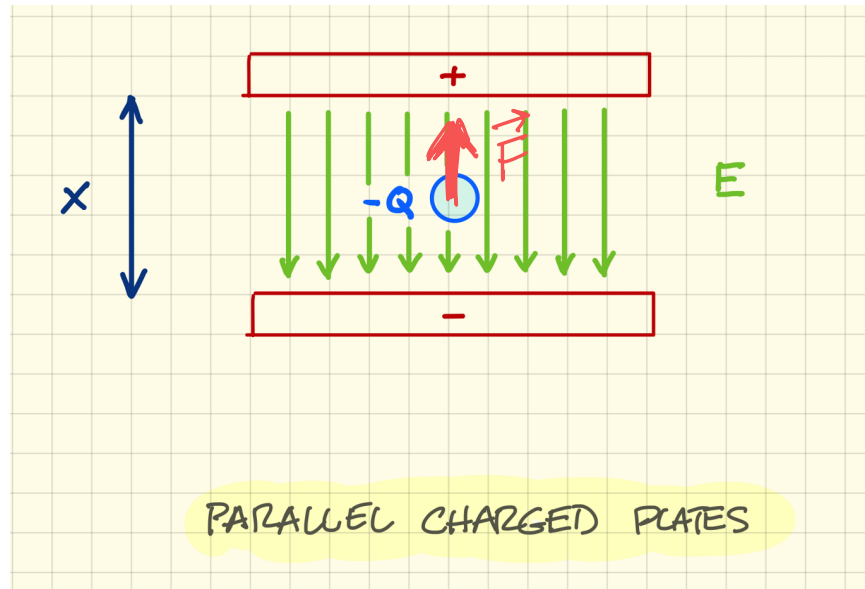 +
F
X
-Q
E
-
PARALLEL CHARGED PLATES